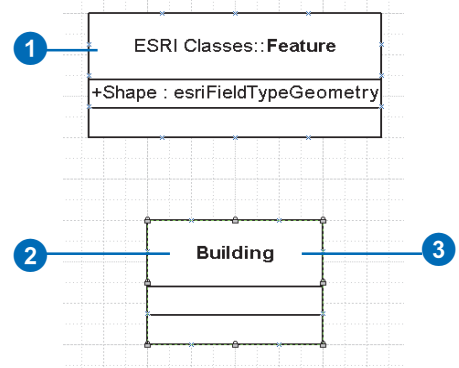 1
ESRI Classes::Feature
+Shape : esriFieldTypeGeometry
2
Building
3